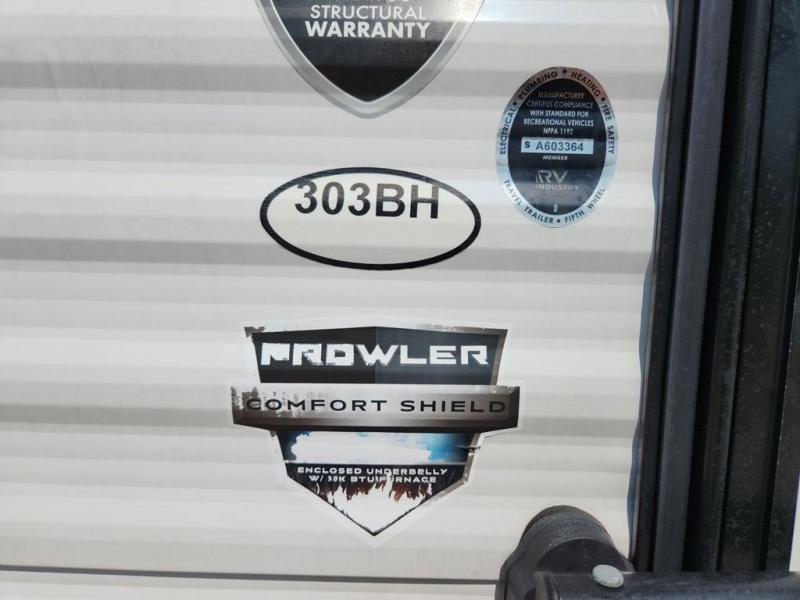 STRUCTURAL
WARRANTY
ELECTRICAL • PLUMBING • HEATING • FIRE SAFETY
MANUFACTURER
CERTIFIES COMPLIANCE
WITH STANDARD FOR
RECREATIONAL VEHICLES
NFPA 1192
S A603364
MEMBER
RV
INDUSTRY
D
TRAVEL TRAILER • FIFTH WHEEL
303BH
PROWLER
COMFORT SHIELD
ENCLOSED UNDERBELLY
W/ 30K BTU FURNACE